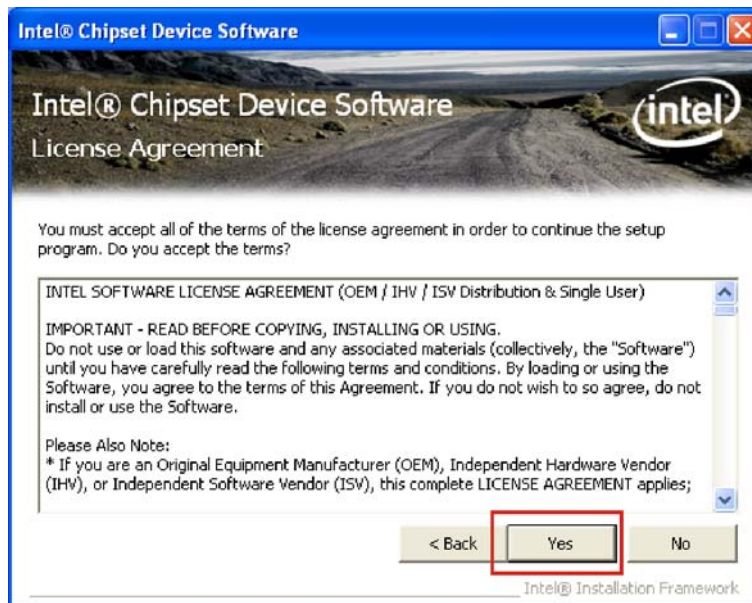 Intel® Chipset Device Software
Intel® Chipset Device Software
intel
License Agreement
You must accept all of the terms of the license agreement in order to continue the setup
program. Do you accept the terms?
INTEL SOFTWARE LICENSE AGREEMENT (OEM / IHV / ISV Distribution & Single User)
IMPORTANT - READ BEFORE COPYING, INSTALLING OR USING.
Do not use or load this software and any associated materials (collectively, the "Software")
until you have carefully read the following terms and conditions. By loading or using the
Software, you agree to the terms of this Agreement. If you do not wish to so agree, do not
install or use the Software.
Please Also Note:
* If you are an Original Equipment Manufacturer (OEM), Independent Hardware Vendor
(IHV), or Independent Software Vendor (ISV), this complete LICENSE AGREEMENT applies;
< Back
Yes
No
Intel® Installation Framework